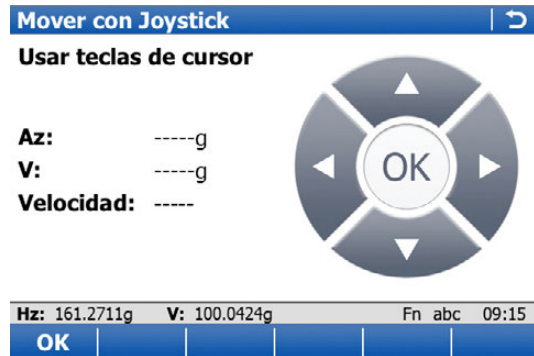 Mover con Joystick
Usar teclas de cursor
Az: -----g
V: -----g
Velocidad: -----
OK
Hz: 161.2711g V: 100.0424g Fn abc 09:15
OK